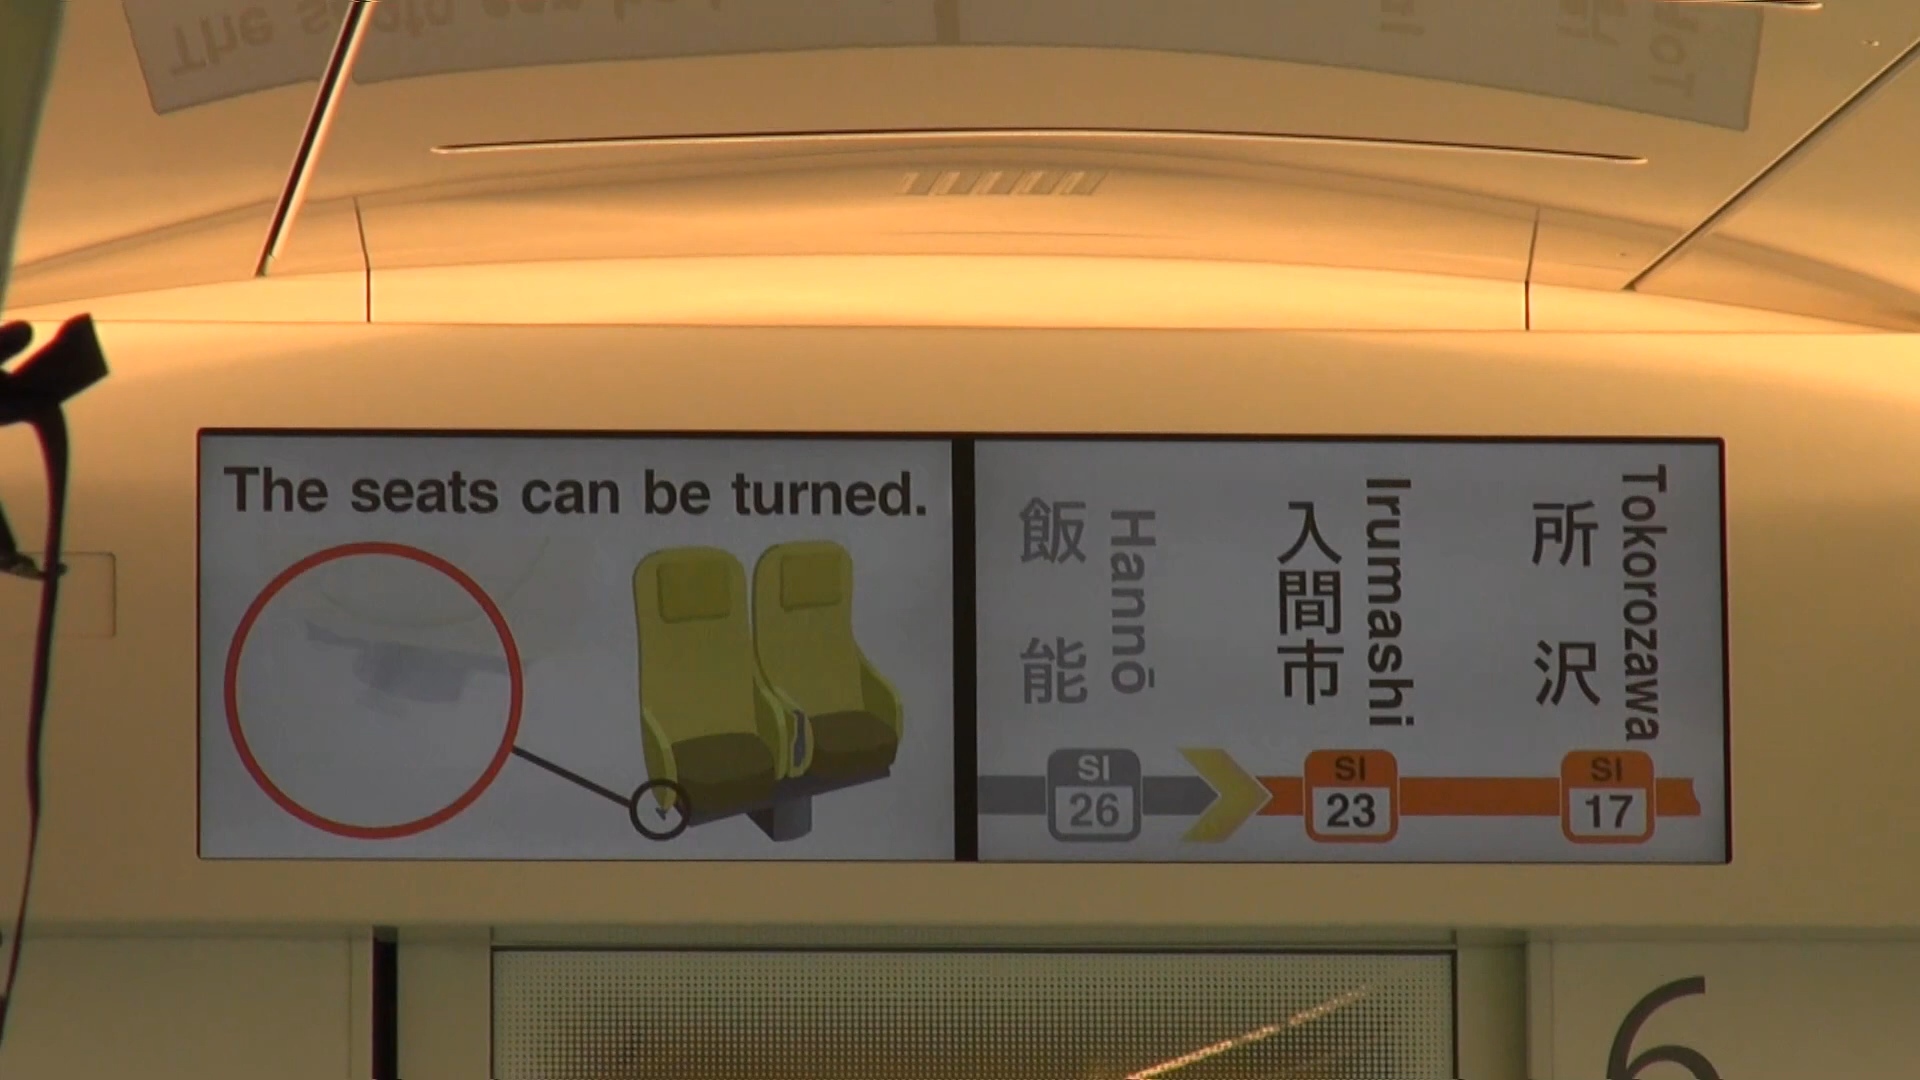 The seats can be turned.
飯能
Hannō
入間市
Irumashi
所沢
Tokorozawa
SI
26
SI
23
SI
17
6